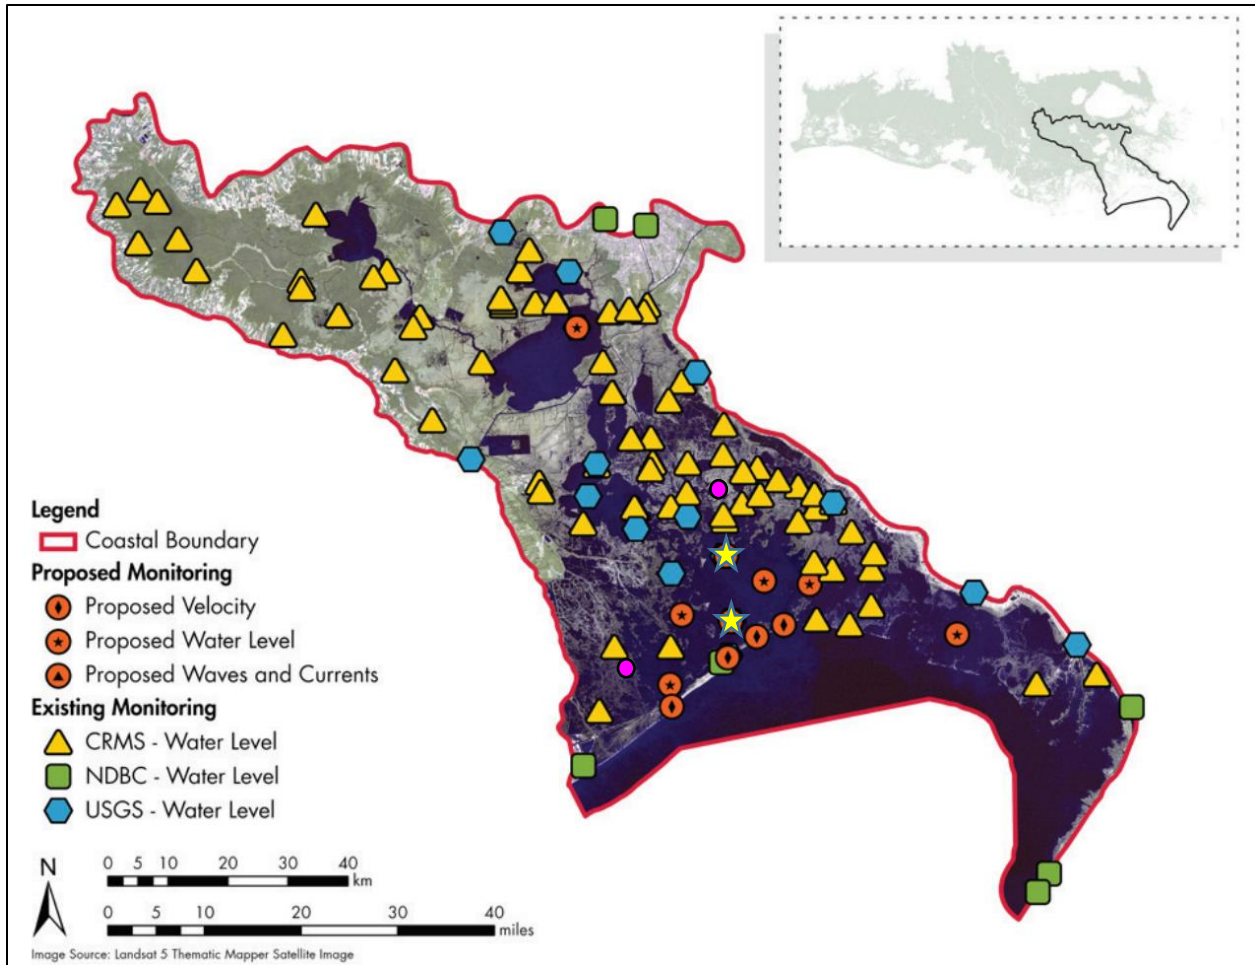 Legend
Coastal Boundary
Proposed Monitoring
Proposed Velocity
Proposed Water Level
Proposed Waves and Currents
Existing Monitoring
CRMS - Water Level
NDBC - Water Level
USGS - Water Level
N
0 5 10 20 30 40
km
0 5 10 20 30 40
miles
Image Source: Landsat 5 Thematic Mapper Satellite Image